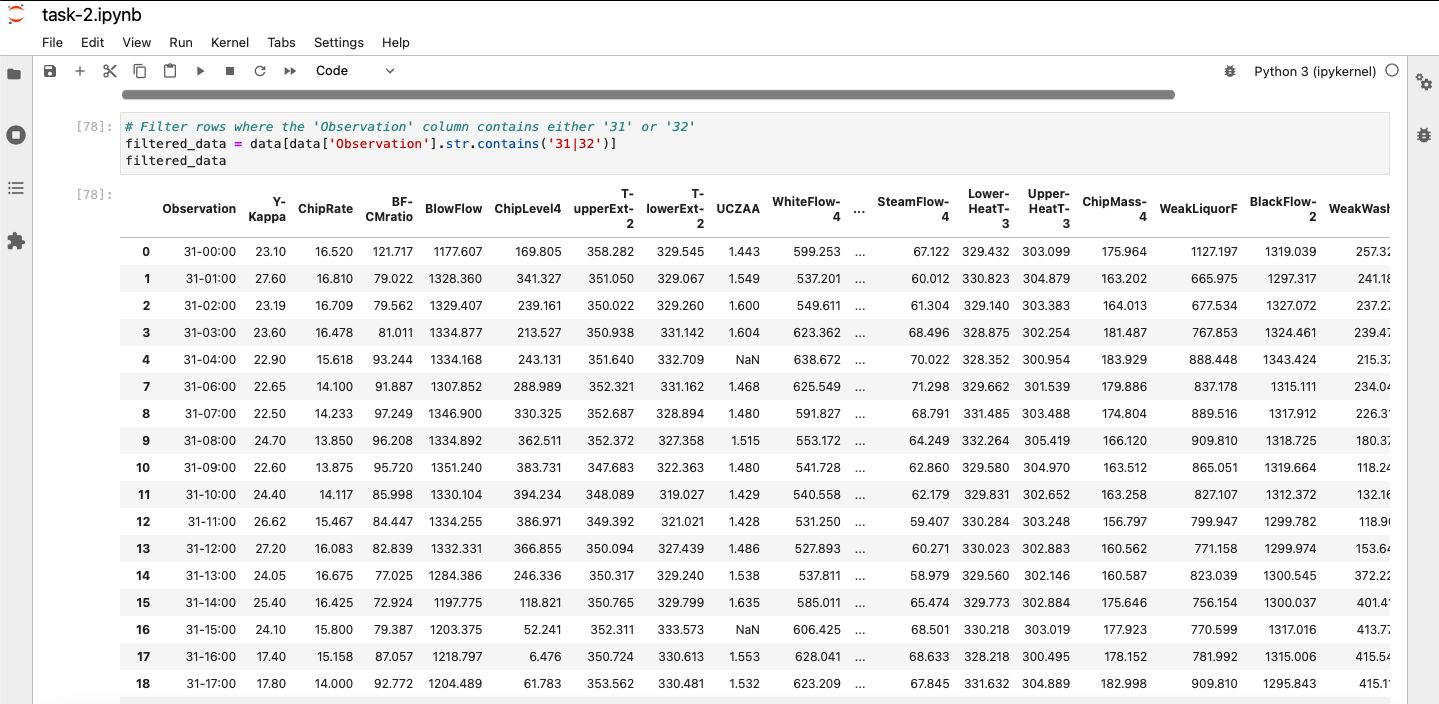 task-2.ipynb
File Edit View Run Kernel Tabs Settings Help
Code Python 3 (ipykernel)
[78]: # Filter rows where the 'Observation' column contains either '31' or '32'
filtered_data = data[data['Observation'].str.contains('31|32')]
filtered_data
[78]:
Observation Y-Kappa ChipRate BF-CMratio BlowFlow ChipLevel4 T-upperExt-2 T-lowerExt-2 UCZAA WhiteFlow-4 ... SteamFlow-4 Lower-HeatT-3 Upper-HeatT-3 ChipMass-4 WeakLiquorF BlackFlow-2 WeakWash
0 31-00:00 23.10 16.520 121.717 1177.607 169.805 358.282 329.545 1.443 599.253 ... 67.122 329.432 303.099 175.964 1127.197 1319.039 257.32
1 31-01:00 27.60 16.810 79.022 1328.360 341.327 351.050 329.067 1.549 537.201 ... 60.012 330.823 304.879 163.202 665.975 1297.317 241.18
2 31-02:00 23.19 16.709 79.562 1329.407 239.161 350.022 329.260 1.600 549.611 ... 61.304 329.140 303.383 164.013 677.534 1327.072 237.27
3 31-03:00 23.60 16.478 81.011 1334.877 213.527 350.938 331.142 1.604 623.362 ... 68.496 328.875 302.254 181.487 767.853 1324.461 239.47
4 31-04:00 22.90 15.618 93.244 1334.168 243.131 351.640 332.709 NaN 638.672 ... 70.022 328.352 300.954 183.929 888.448 1343.424 215.37
7 31-06:00 22.65 14.100 91.887 1307.852 288.989 352.321 331.162 1.468 625.549 ... 71.298 329.662 301.539 179.886 837.178 1315.111 234.04
8 31-07:00 22.50 14.233 97.249 1346.900 330.325 352.687 328.894 1.480 591.827 ... 68.791 331.485 303.488 174.804 889.516 1317.912 226.31
9 31-08:00 24.70 13.850 96.208 1334.892 362.511 352.372 327.358 1.515 553.172 ... 64.249 332.264 305.419 166.120 909.810 1318.725 180.37
10 31-09:00 22.60 13.875 95.720 1351.240 383.731 347.683 322.363 1.480 541.728 ... 62.860 329.580 304.970 163.512 865.051 1319.664 118.24
11 31-10:00 24.40 14.117 85.998 1330.104 394.234 348.089 319.027 1.429 540.558 ... 62.179 329.831 302.652 163.258 827.107 1312.372 132.16
12 31-11:00 26.62 15.467 84.447 1334.255 386.971 349.392 321.021 1.428 531.250 ... 59.407 330.284 303.248 156.797 799.947 1299.782 118.90
13 31-12:00 27.20 16.083 82.839 1332.331 366.855 350.094 327.439 1.486 527.893 ... 60.271 330.023 302.883 160.562 771.158 1299.974 153.64
14 31-13:00 24.05 16.675 77.025 1284.386 246.336 350.317 329.240 1.538 537.811 ... 58.979 329.560 302.146 160.587 823.039 1300.545 372.22
15 31-14:00 25.40 16.425 72.924 1197.775 118.821 350.765 329.799 1.635 585.011 ... 65.474 329.773 302.884 175.646 756.154 1300.037 401.41
16 31-15:00 24.10 15.800 79.387 1203.375 52.241 352.311 333.573 NaN 606.425 ... 68.501 330.218 303.019 177.923 770.599 1317.016 413.77
17 31-16:00 17.40 15.158 87.057 1218.797 6.476 350.724 330.613 1.553 628.041 ... 68.633 328.218 300.495 178.152 781.992 1315.006 415.54
18 31-17:00 17.80 14.000 92.772 1204.489 61.783 353.562 330.481 1.532 623.209 ... 67.845 331.632 304.889 182.998 909.810 1295.843 415.11